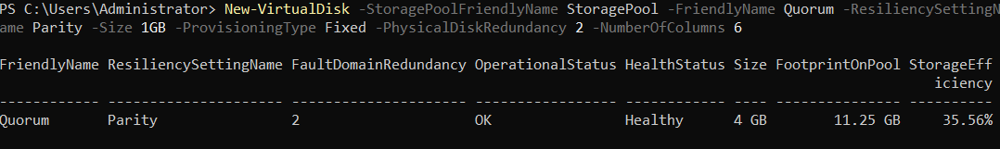 PS C:\Users\Administrator> New-VirtualDisk -StoragePoolFriendlyName StoragePool -FriendlyName Quorum -ResiliencySettingN
ame Parity -Size 1GB -ProvisioningType Fixed -PhysicalDiskRedundancy 2 -NumberOfColumns 6
FriendlyName ResiliencySettingName FaultDomainRedundancy OperationalStatus HealthStatus Size FootprintOnPool StorageEff
iciency
------------ --------------------- --------------------- ----------------- ------------ ---- --------------- ----------
Quorum Parity 2 OK Healthy 4 GB 11.25 GB 35.56%